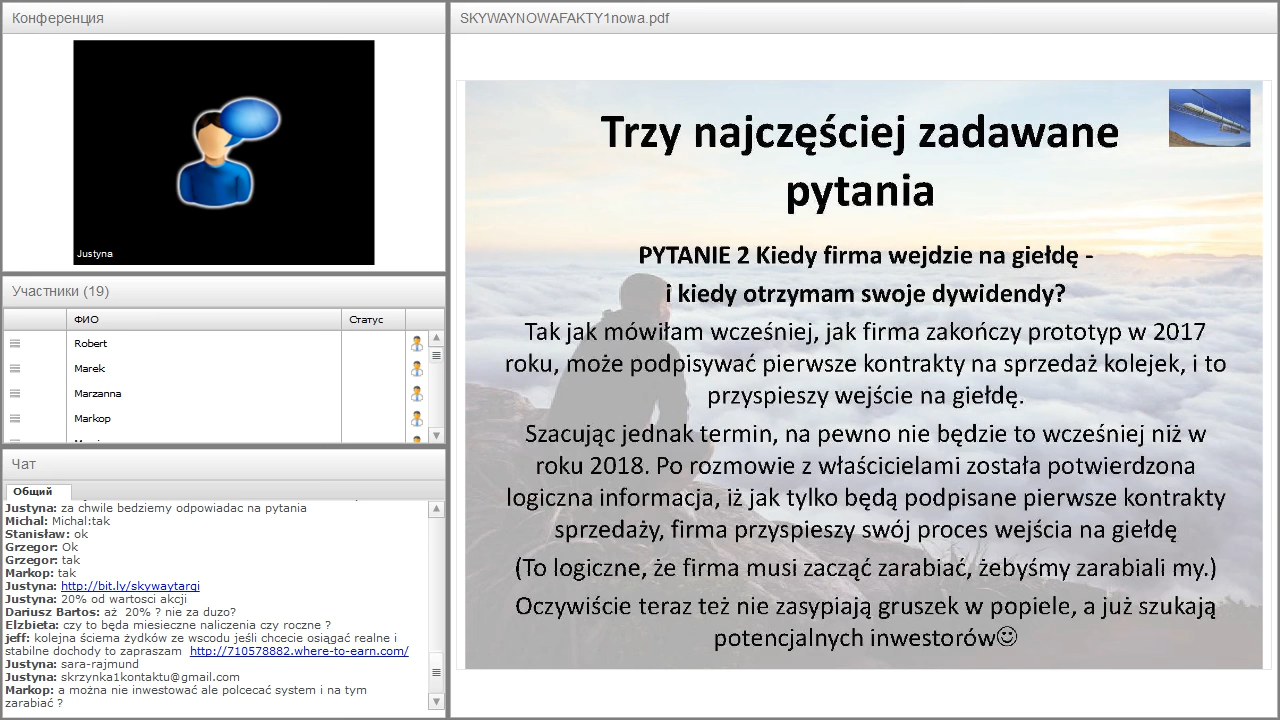 Конференция
Justyna
Участники (19)
ФИО
Статус
Robert
Marek
Marzanna
Markop
Чат
Общий
Justyna: za chwile bedziemy odpowiadac na pytania
Michal: Michal:tak
Stanisław: ok
Grzegor: Ok
Grzegor: tak
Markop: tak
Justyna: http://bit.ly/skywaytargi
Justyna: 20% od wartosci akcji
Dariusz Bartos: aż 20% ? nie za duzo?
Elzbieta: czy to będa miesieczne naliczenia czy roczne ?
jeff: kolejna ściema żydków ze wscodu jeśli chcecie osiągać realne i
stabilne dochody to zapraszam http://710578882.where-to-earn.com/
Justyna: sara-rajmund
Justyna: skrzynka1kontaktu@gmail.com
Markop: a można nie inwestować ale polcecać system i na tym
zarabiać ?
SKYWAYNOWAFAKTY1nowa.pdf
Trzy najczęściej zadawane
pytania
PYTANIE 2 Kiedy firma wejdzie na giełdę -
i kiedy otrzymam swoje dywidendy?
Tak jak mówiłam wcześniej, jak firma zakończy prototyp w 2017
roku, może podpisywać pierwsze kontrakty na sprzedaż kolejek, i to
przyspieszy wejście na giełdę.
Szacując jednak termin, na pewno nie będzie to wcześniej niż w
roku 2018. Po rozmowie z właścicielami została potwierdzona
logiczna informacja, iż jak tylko będą podpisane pierwsze kontrakty
sprzedaży, firma przyspieszy swój proces wejścia na giełdę
(To logiczne, że firma musi zacząć zarabiać, żebyśmy zarabiali my.)
Oczywiście teraz też nie zasypiają gruszek w popiele, a już szukają
potencjalnych inwestorów☺